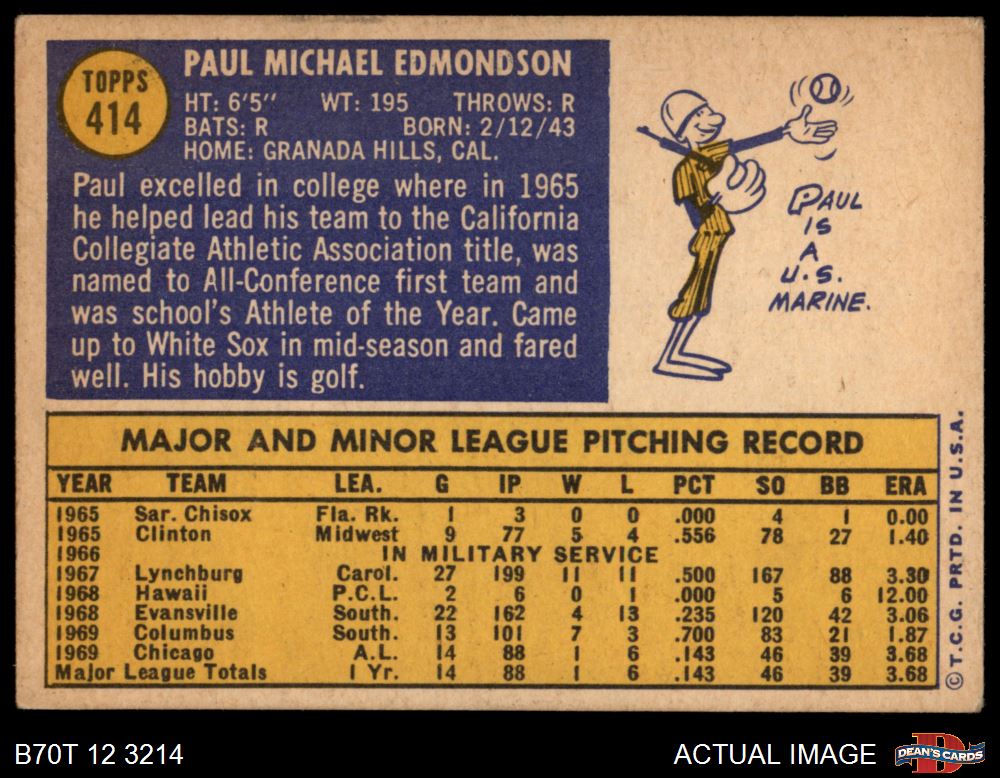 TOPPS
414
PAUL MICHAEL EDMONDSON
HT: 6'5" WT: 195 THROWS: R
BATS: R BORN: 2/12/43
HOME: GRANADA HILLS, CAL.
Paul excelled in college where in 1965
he helped lead his team to the California
Collegiate Athletic Association title, was
named to All-Conference first team and
was school's Athlete of the Year. Came
up to White Sox in mid-season and fared
well. His hobby is golf.
PAUL
IS
A
U.S.
MARINE.
MAJOR AND MINOR LEAGUE PITCHING RECORD
YEAR TEAM LEA. G IP W L PCT SO BB ERA
1965 Sar. Chisox Fla. Rk. 1 3 0 0 .000 4 1 0.00
1965 Clinton Midwest 9 77 5 4 .556 78 27 1.40
1966 IN MILITARY SERVICE
1967 Lynchburg Carol. 27 199 11 11 .500 167 88 3.30
1968 Hawaii P.C.L. 2 6 0 1 .000 5 6 12.00
1968 Evansville South. 22 162 4 13 .235 120 42 3.06
1969 Columbus South. 13 101 7 3 .700 83 21 1.87
1969 Chicago A.L. 14 88 1 6 .143 46 39 3.68
Major League Totals 1 Yr. 14 88 1 6 .143 46 39 3.68
©T.C.G. PRTD. IN U.S.A.
B70T 12 3214
ACTUAL IMAGE
DEAN'S CARDS